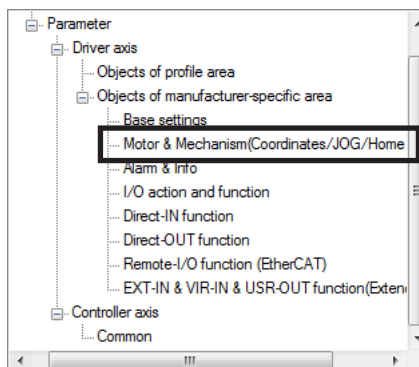 Parameter
Driver axis
Objects of profile area
Objects of manufacturer-specific area
Base settings
Motor & Mechanism(Coordinates/JOG/Home
Alarm & Info
I/O action and function
Direct-IN function
Direct-OUT function
Remote-I/O function (EtherCAT)
EXT-IN & VIR-IN & USR-OUT function(Exten
Controller axis
Common